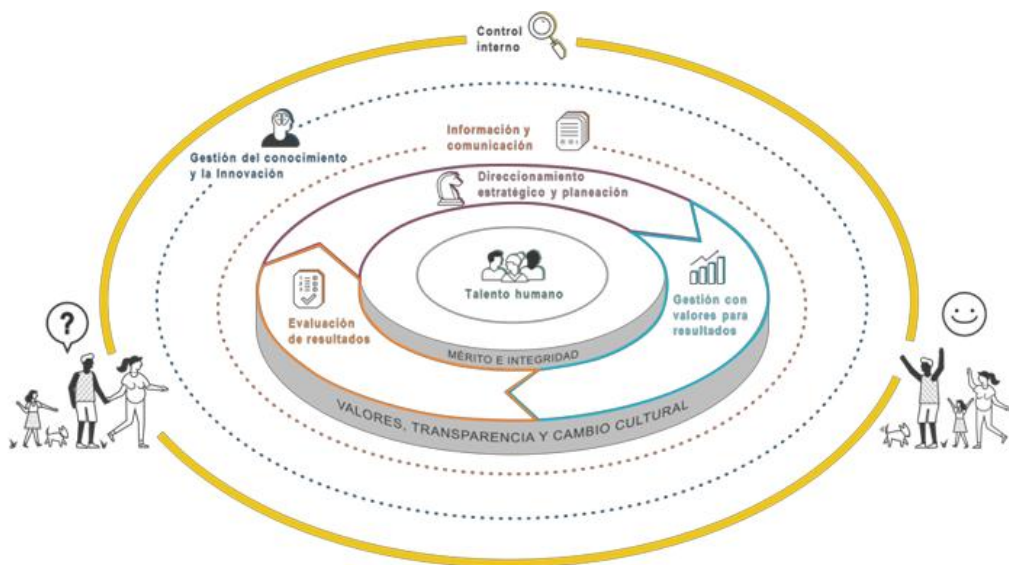 Control
interno
Información y
comunicación
Gestión del conocimiento
y la Innovación
Direccionamiento
estratégico y planeación
Talento humano
Gestión con
valores para
resultados
Evaluación
de resultados
MÉRITO E INTEGRIDAD
VALORES, TRANSPARENCIA Y CAMBIO CULTURAL
?